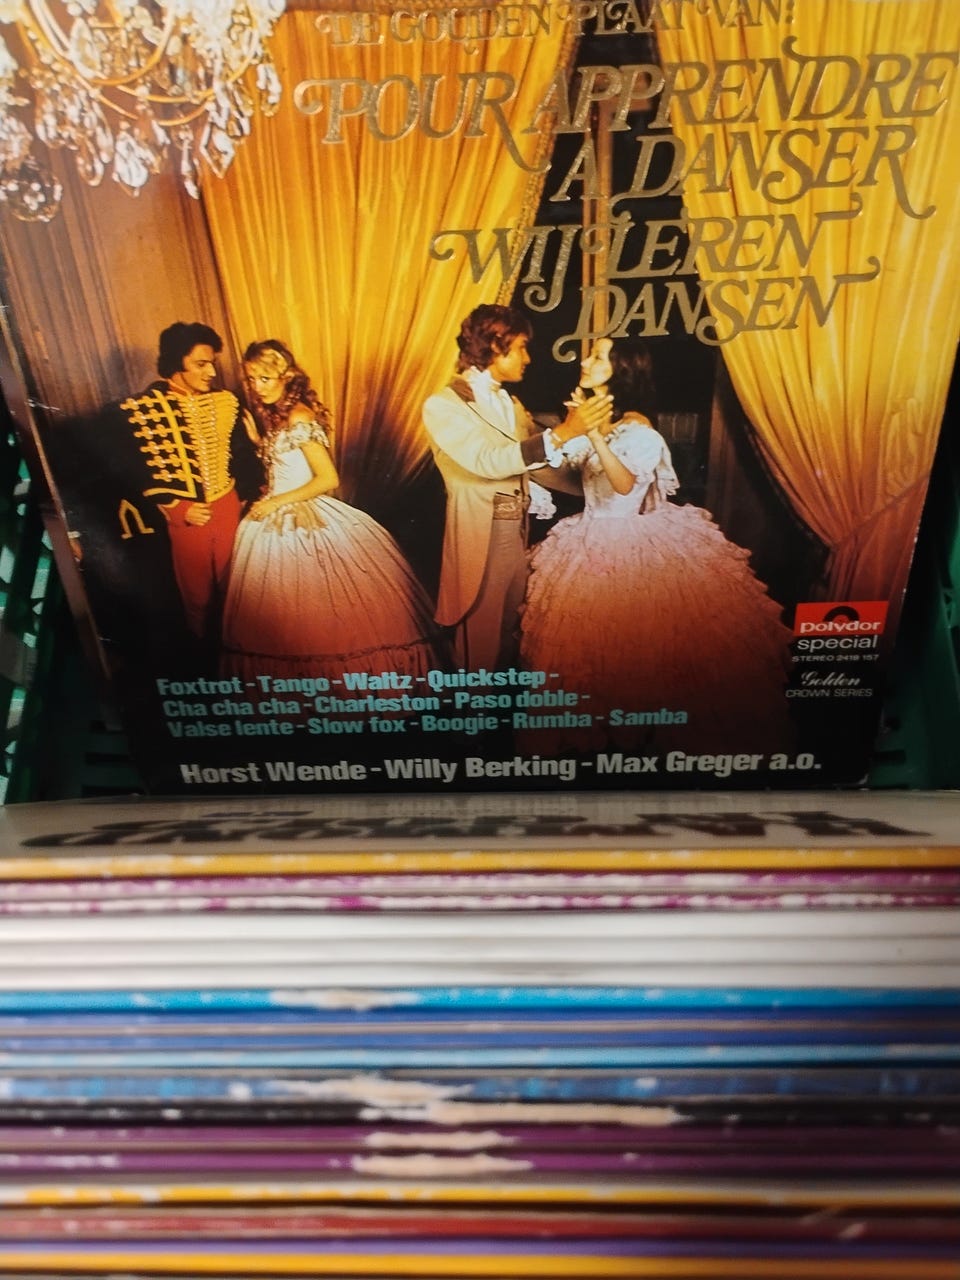 DE GOUDEN PLAAT VAN:
POUR APPRENDRE
A DANSER
WIJ LEREN
DANSEN
polydor
special
STEREO 2418 157
Golden
CROWN SERIES
Foxtrot - Tango - Waltz - Quickstep -
Cha cha cha - Charleston - Paso doble -
Valse lente - Slow fox - Boogie - Rumba - Samba
Horst Wende - Willy Berking - Max Greger a.o.